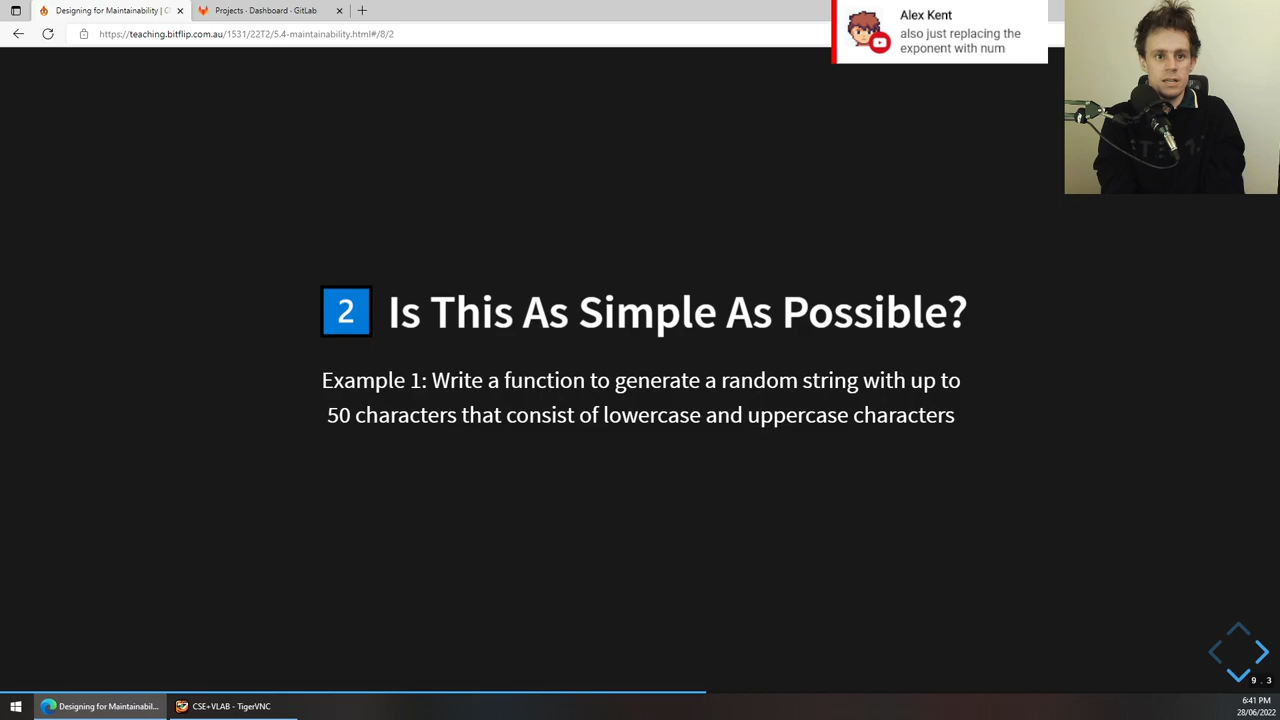 Designing for Maintainability | C
Projects · Dashboard · GitLab
https://teaching.bitflip.com.au/1531/22T2/5.4-maintainability.html#/8/2
Alex Kent
also just replacing the
exponent with num
2 Is This As Simple As Possible?
Example 1: Write a function to generate a random string with up to
50 characters that consist of lowercase and uppercase characters
9 . 3
Designing for Maintainabil...
CSE+VLAB - TigerVNC
6:41 PM
28/06/2022